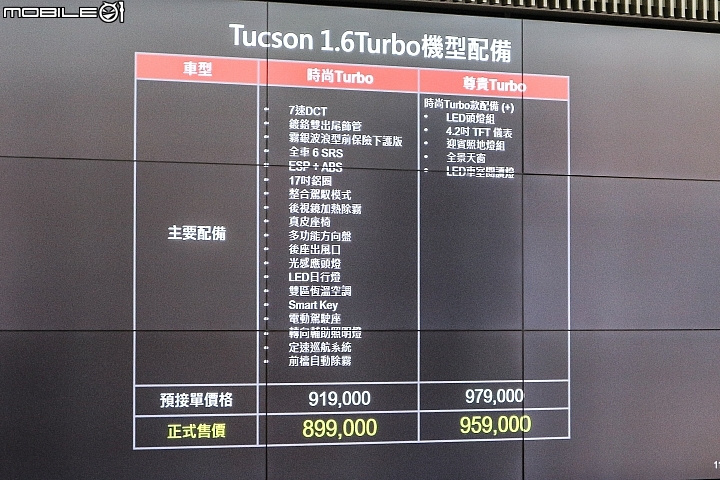 MOBILE01
Tucson 1.6Turbo機型配備
車型
時尚Turbo
尊貴Turbo
主要配備
• 7速DCT
• 鍍鉻雙出尾飾管
• 霧銀波浪型前保險下護版
• 全車 6 SRS
• ESP + ABS
• 17吋鋁圈
• 整合駕馭模式
• 後視鏡加熱除霧
• 真皮座椅
• 多功能方向盤
• 後座出風口
• 光感應頭燈
• LED日行燈
• 雙區恆溫空調
• Smart Key
• 電動駕駛座
• 轉向輔助照明燈
• 定速巡航系統
• 前檔自動除霧
時尚Turbo款配備 (+)
• LED頭燈組
• 4.2吋 TFT 儀表
• 迎賓照地燈組
• 全景天窗
• LED車室閱讀燈
預接單價格
919,000
979,000
正式售價
899,000
959,000